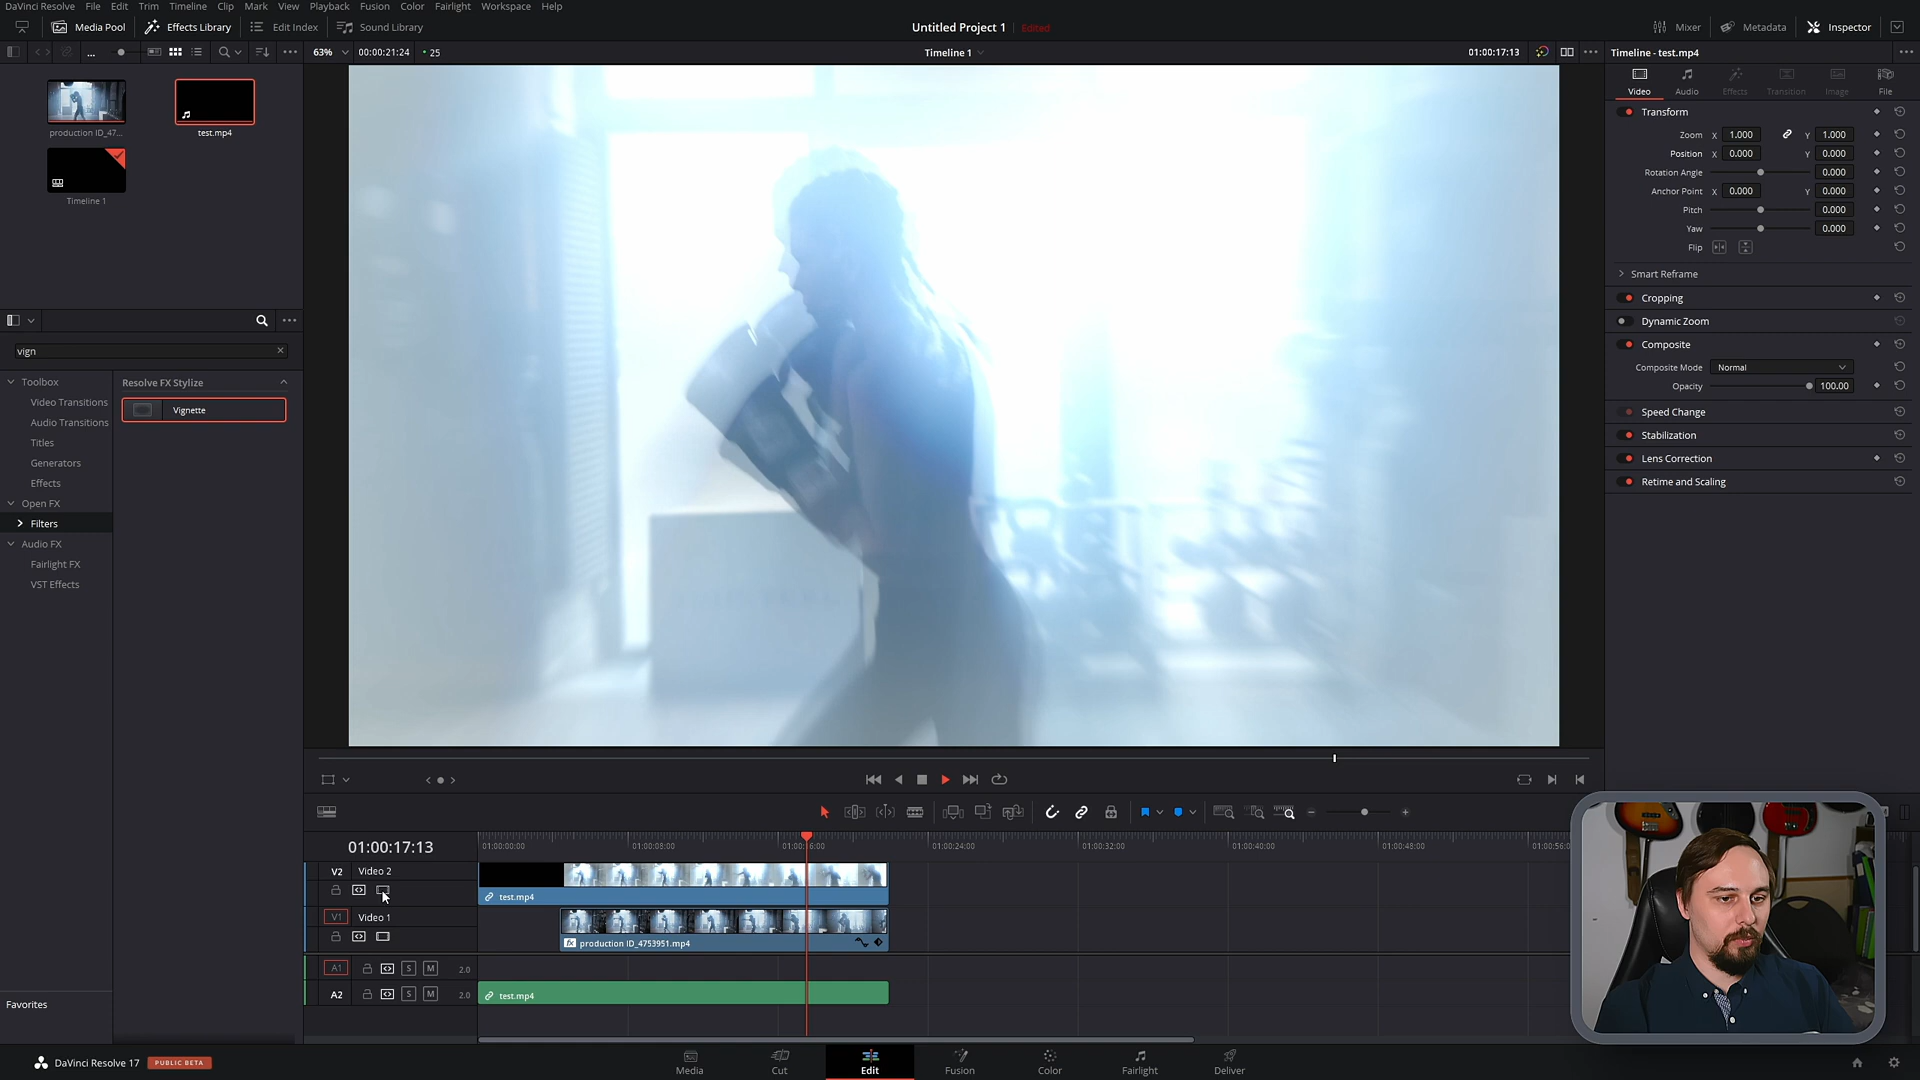 DaVinci Resolve File Edit Trim Timeline Clip Mark View Playback Fusion Color Fairlight Workspace Help
Media Pool Effects Library Edit Index Sound Library Untitled Project 1 Edited Mixer Metadata Inspector
... 63% 00:00:21:24 25 Timeline 1 01:00:17:13 Timeline - test.mp4
production ID_47...
test.mp4
Timeline 1
Video Audio Effects Transition Image File
Transform
Zoom X 1.000 Y 1.000
Position X 0.000 Y 0.000
Rotation Angle 0.000
Anchor Point X 0.000 Y 0.000
Pitch 0.000
Yaw 0.000
Flip
Smart Reframe
Cropping
Dynamic Zoom
Composite
Composite Mode Normal
Opacity 100.00
Speed Change
Stabilization
Lens Correction
Retime and Scaling
vign
Toolbox
Video Transitions
Audio Transitions
Titles
Generators
Effects
Open FX
Filters
Audio FX
Fairlight FX
VST Effects
Resolve FX Stylize
Vignette
Favorites
01:00:17:13
01:00:00:00 01:00:08:00 01:00:16:00 01:00:24:00 01:00:32:00 01:00:40:00 01:00:48:00
V2 Video 2
test.mp4
V1 Video 1
production ID_4753951.mp4
A1 S M 2.0
A2 S M 2.0 test.mp4
DaVinci Resolve 17 PUBLIC BETA
Media Cut Edit Fusion Color Fairlight Deliver